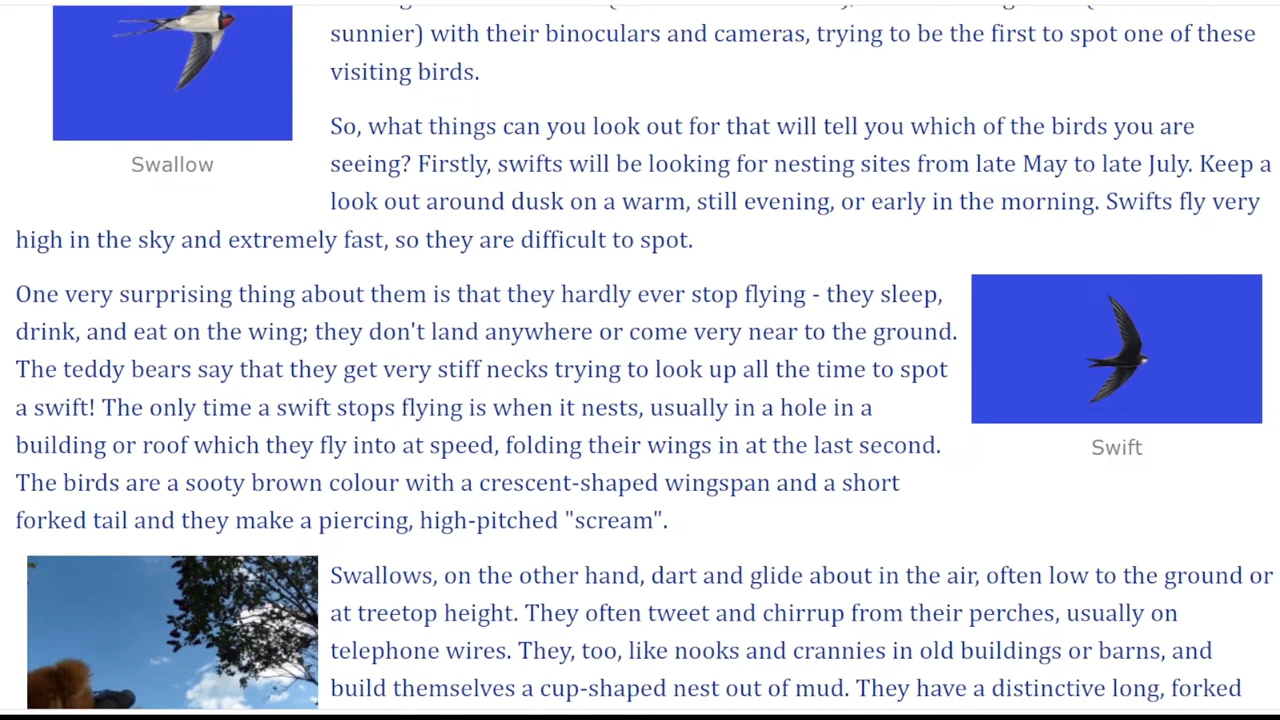 sunnier) with their binoculars and cameras, trying to be the first to spot one of these
visiting birds.
Swallow
So, what things can you look out for that will tell you which of the birds you are
seeing? Firstly, swifts will be looking for nesting sites from late May to late July. Keep a
look out around dusk on a warm, still evening, or early in the morning. Swifts fly very
high in the sky and extremely fast, so they are difficult to spot.
One very surprising thing about them is that they hardly ever stop flying - they sleep,
drink, and eat on the wing; they don't land anywhere or come very near to the ground.
The teddy bears say that they get very stiff necks trying to look up all the time to spot
a swift! The only time a swift stops flying is when it nests, usually in a hole in a
building or roof which they fly into at speed, folding their wings in at the last second.
The birds are a sooty brown colour with a crescent-shaped wingspan and a short
forked tail and they make a piercing, high-pitched "scream".
Swift
Swallows, on the other hand, dart and glide about in the air, often low to the ground or
at treetop height. They often tweet and chirrup from their perches, usually on
telephone wires. They, too, like nooks and crannies in old buildings or barns, and
build themselves a cup-shaped nest out of mud. They have a distinctive long, forked